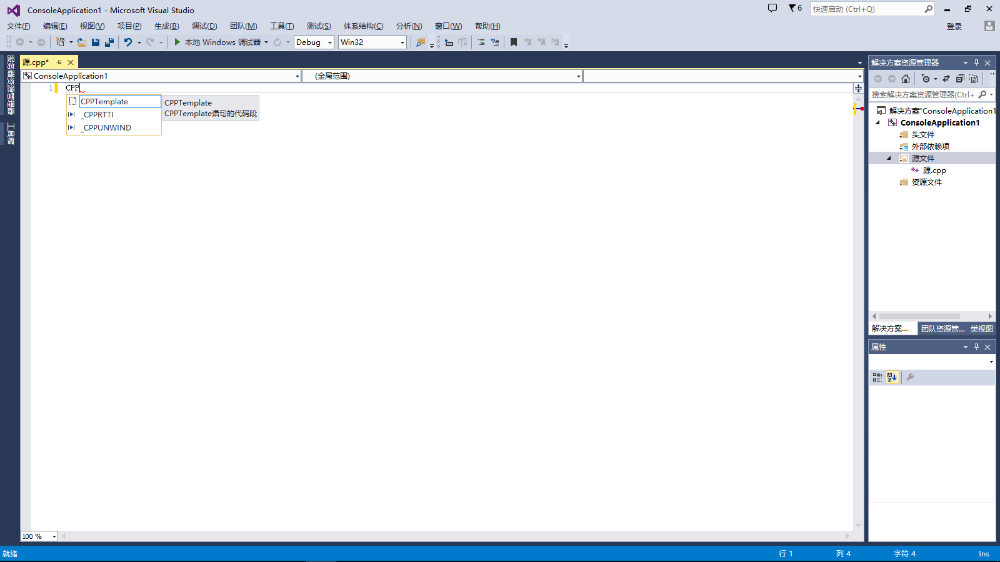 ConsoleApplication1 - Microsoft Visual Studio
6
快速启动 (Ctrl+Q)
文件(F) 编辑(E) 视图(V) 项目(P) 生成(B) 调试(D) 团队(M) 工具(T) 测试(S) 体系结构(C) 分析(N) 窗口(W) 帮助(H)
登录
本地 Windows 调试器 Debug Win32
服务器资源管理器
工具箱
源.cpp*
ConsoleApplication1 (全局范围)
1 CPP
CPPTemplate
_CPPRTTI
_CPPUNWIND
CPPTemplate
CPPTemplate语句的代码段
100 %
解决方案资源管理器
搜索解决方案资源管理器(Ctrl+
解决方案"ConsoleApplication1
ConsoleApplication1
头文件
外部依赖项
源文件
源.cpp
资源文件
解决方案... 团队资源管... 类视图
属性
就绪 行 1 列 4 字符 4 Ins